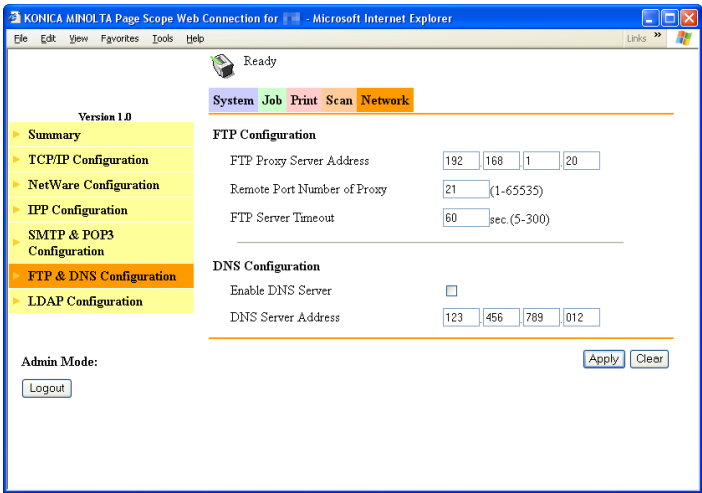 KONICA MINOLTA Page Scope Web Connection for - Microsoft Internet Explorer
File Edit View Favorites Tools Help Links »
Ready
System Job Print Scan Network
Version 1.0
Summary
TCP/IP Configuration
NetWare Configuration
IPP Configuration
SMTP & POP3
Configuration
FTP & DNS Configuration
LDAP Configuration
Admin Mode:
Logout
FTP Configuration
FTP Proxy Server Address 192 . 168 . 1 . 20
Remote Port Number of Proxy 21 (1-65535)
FTP Server Timeout 60 sec.(5-300)
DNS Configuration
Enable DNS Server
DNS Server Address 123 . 456 . 789 . 012
Apply Clear